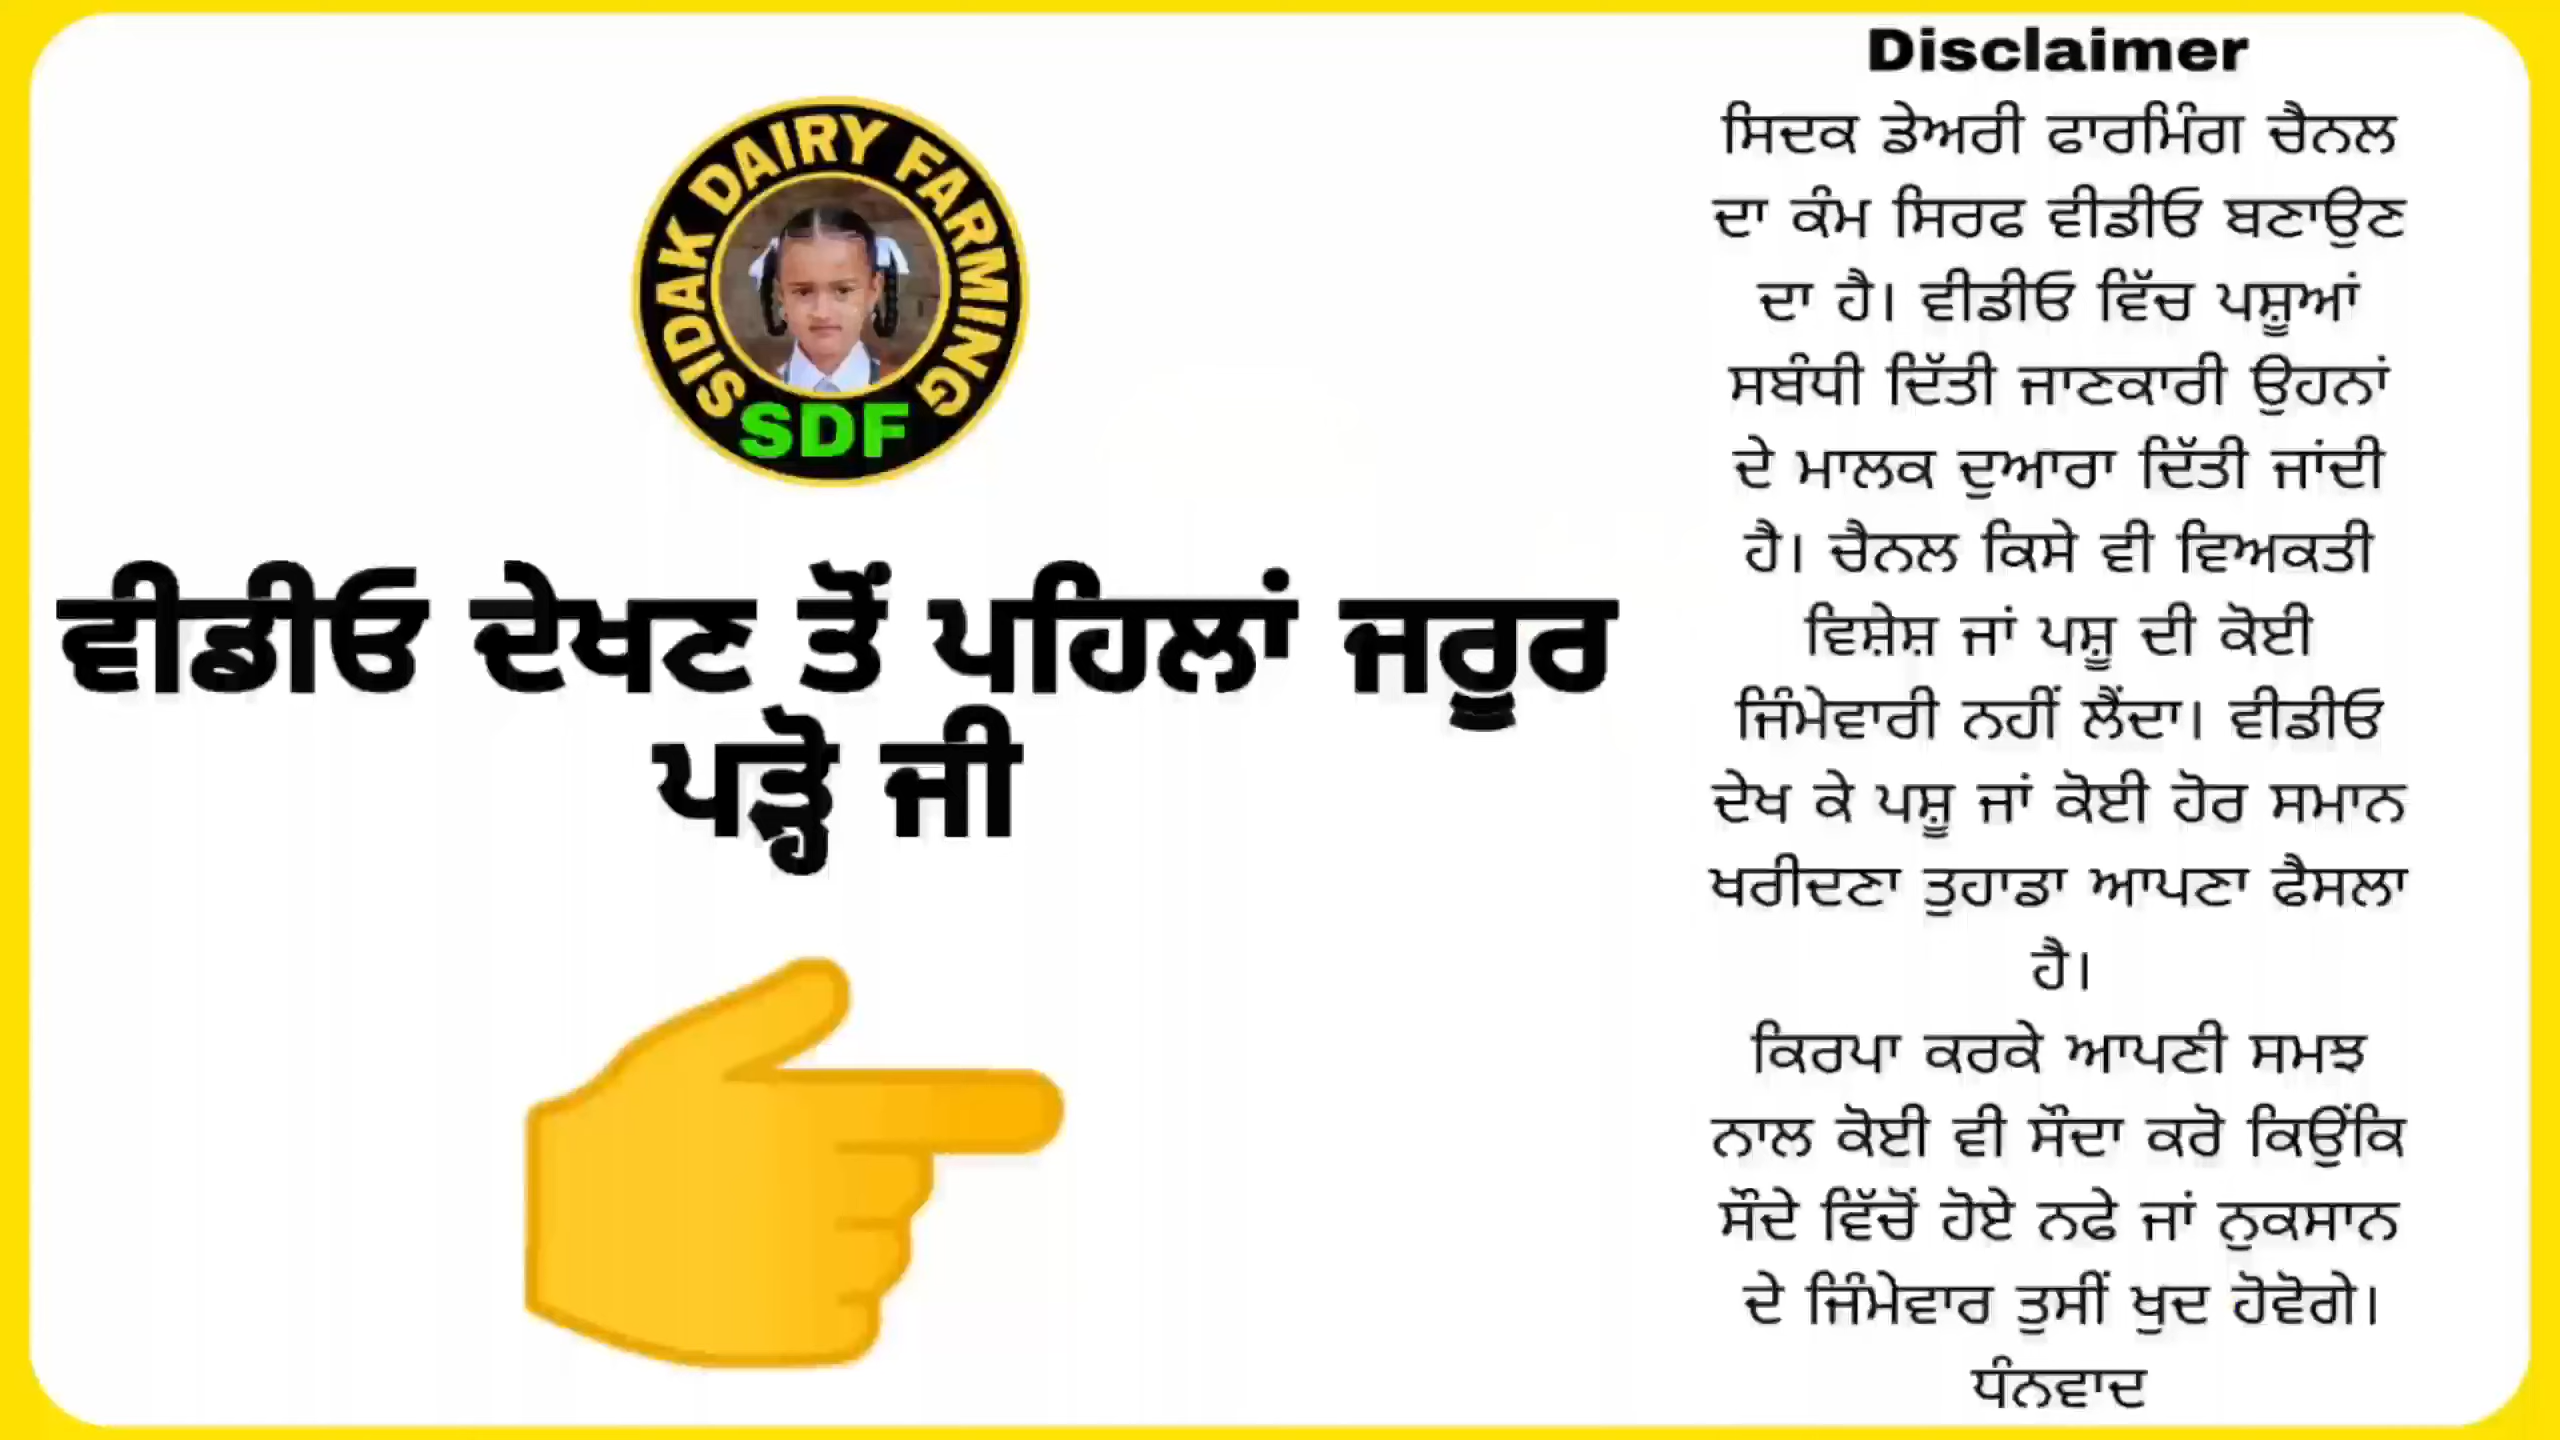 SIDAK DAIRY FARMING
SDF
ਵੀਡੀਓ ਦੇਖਣ ਤੋਂ ਪਹਿਲਾਂ ਜਰੂਰ
ਪੜ੍ਹੋ ਜੀ
Disclaimer
ਸਿਦਕ ਡੇਅਰੀ ਫਾਰਮਿੰਗ ਚੈਨਲ
ਦਾ ਕੰਮ ਸਿਰਫ ਵੀਡੀਓ ਬਣਾਉਣ
ਦਾ ਹੈ। ਵੀਡੀਓ ਵਿੱਚ ਪਸ਼ੂਆਂ
ਸਬੰਧੀ ਦਿੱਤੀ ਜਾਣਕਾਰੀ ਉਹਨਾਂ
ਦੇ ਮਾਲਕ ਦੁਆਰਾ ਦਿੱਤੀ ਜਾਂਦੀ
ਹੈ। ਚੈਨਲ ਕਿਸੇ ਵੀ ਵਿਅਕਤੀ
ਵਿਸ਼ੇਸ਼ ਜਾਂ ਪਸ਼ੂ ਦੀ ਕੋਈ
ਜਿੰਮੇਵਾਰੀ ਨਹੀਂ ਲੈਂਦਾ। ਵੀਡੀਓ
ਦੇਖ ਕੇ ਪਸ਼ੂ ਜਾਂ ਕੋਈ ਹੋਰ ਸਮਾਨ
ਖਰੀਦਣਾ ਤੁਹਾਡਾ ਆਪਣਾ ਫੈਸਲਾ
ਹੈ।
ਕਿਰਪਾ ਕਰਕੇ ਆਪਣੀ ਸਮਝ
ਨਾਲ ਕੋਈ ਵੀ ਸੌਦਾ ਕਰੋ ਕਿਉਂਕਿ
ਸੌਦੇ ਵਿੱਚੋਂ ਹੋਏ ਨਫੇ ਜਾਂ ਨੁਕਸਾਨ
ਦੇ ਜਿੰਮੇਵਾਰ ਤੁਸੀਂ ਖੁਦ ਹੋਵੋਗੇ।
ਧੰਨਵਾਦ